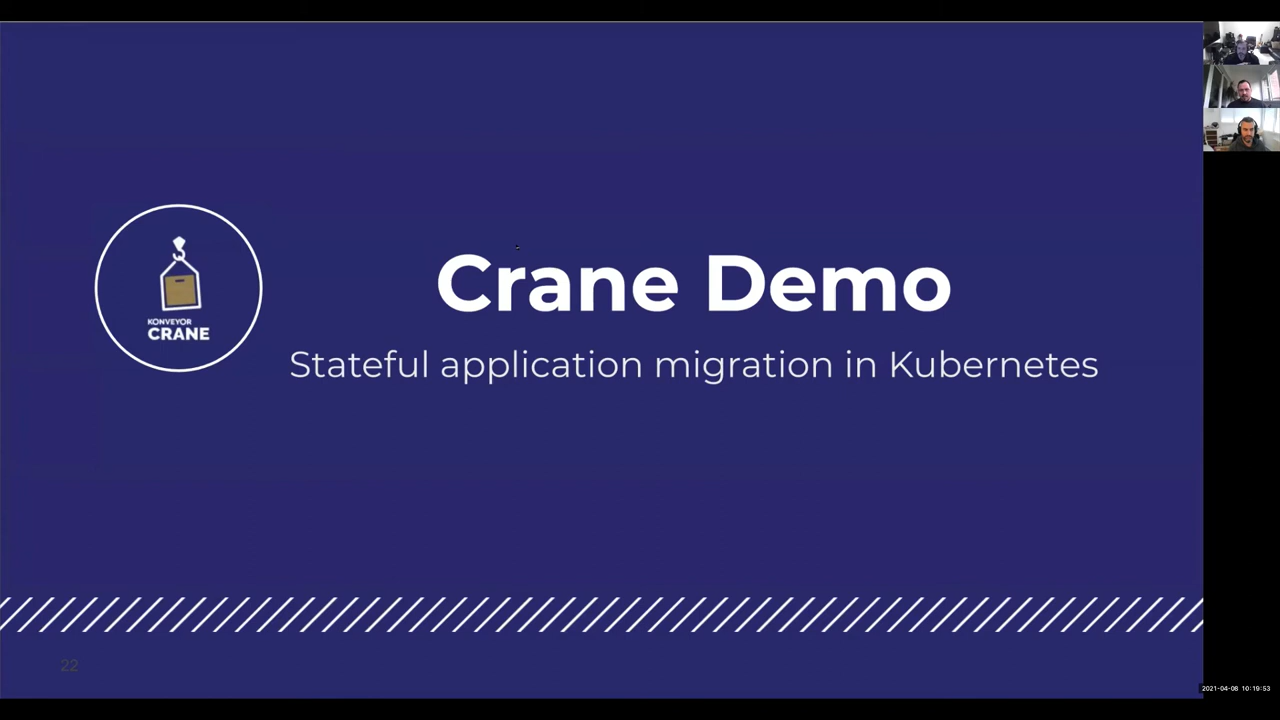 Crane Demo
Stateful application migration in Kubernetes
KONVEYOR
CRANE
22
2021-04-08 10:19:53